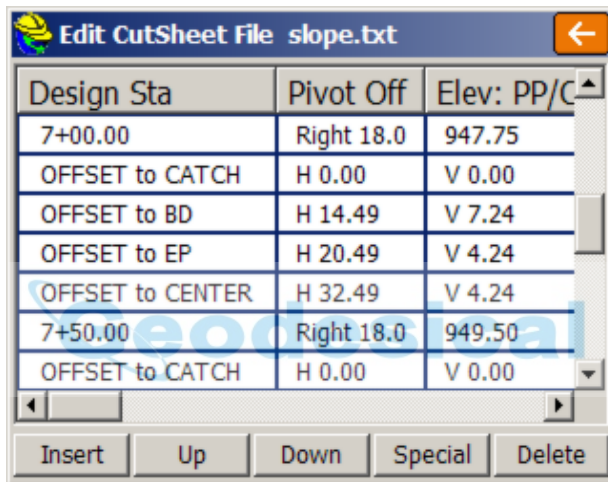 Edit CutSheet File slope.txt
Design Sta Pivot Off Elev: PP/C
7+00.00 Right 18.0 947.75
OFFSET to CATCH H 0.00 V 0.00
OFFSET to BD H 14.49 V 7.24
OFFSET to EP H 20.49 V 4.24
OFFSET to CENTER H 32.49 V 4.24
7+50.00 Right 18.0 949.50
Geodesical
OFFSET to CATCH H 0.00 V 0.00
Insert Up Down Special Delete